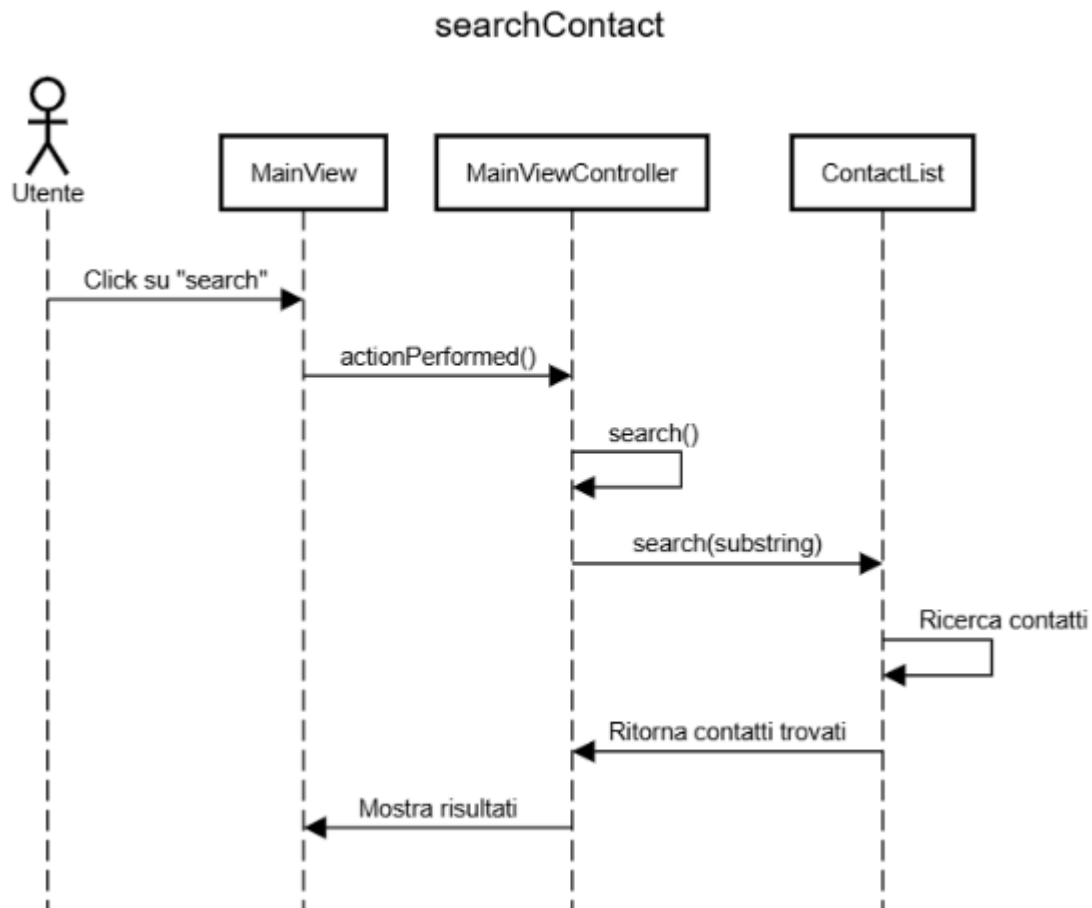 searchContact
Utente
MainView
MainViewController
ContactList
Click su "search"
actionPerformed()
search()
search(substring)
Ricerca contatti
Ritorna contatti trovati
Mostra risultati